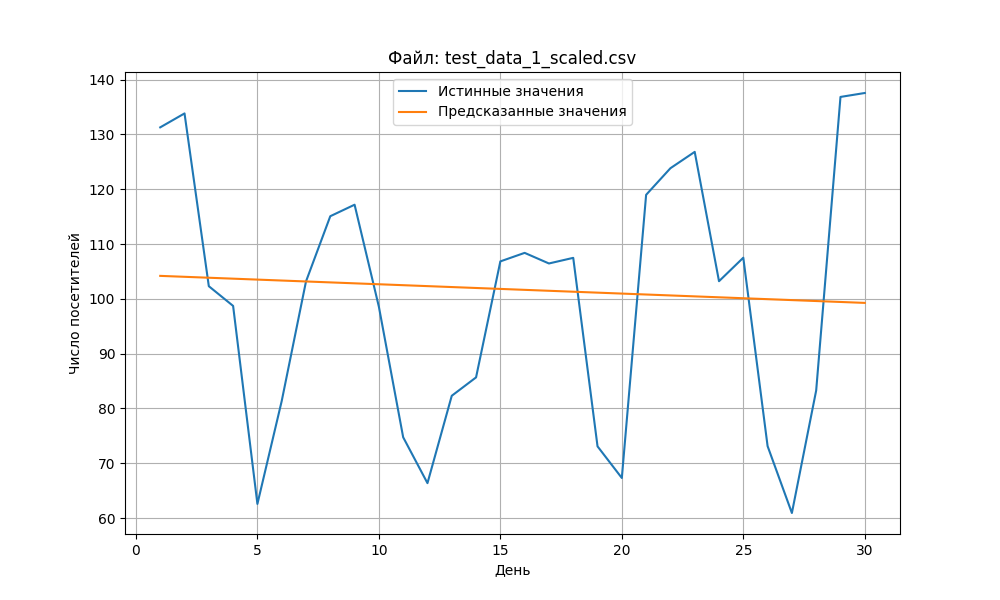 Файл: test_data_1_scaled.csv
Истинные значения
Предсказанные значения
Число посетителей
140
130
120
110
100
90
80
70
60
0 5 10 15 20 25 30
День